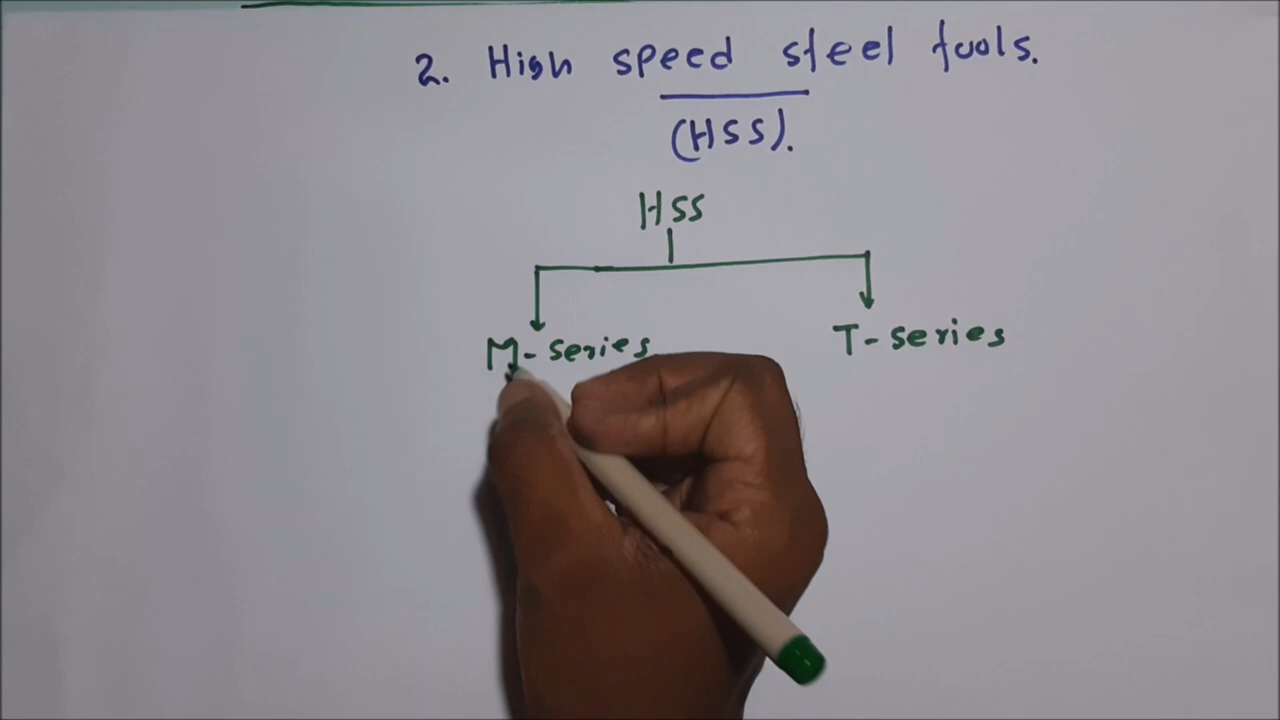 2. High speed steel tools.
(HSS).
HSS
M-series
T-series